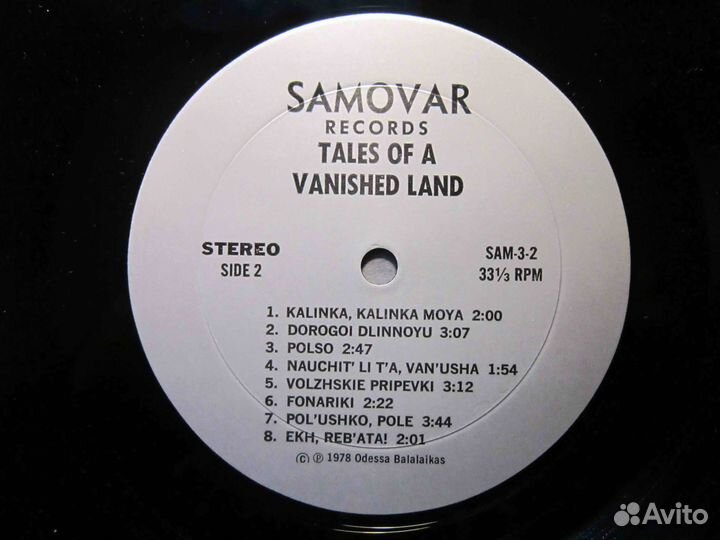 SAMOVAR
RECORDS
TALES OF A
VANISHED LAND
STEREO
SIDE 2
SAM-3-2
33⅓ RPM
1. KALINKA, KALINKA MOYA 2:00
2. DOROGOI DLINNOYU 3:07
3. POLSO 2:47
4. NAUCHIT' LI T'A, VAN'USHA 1:54
5. VOLZHSKIE PRIPEVKI 3:12
6. FONARIKI 2:22
7. POL'USHKO, POLE 3:44
8. EKH, REB'ATA! 2:01
© ℗ 1978 Odessa Balalaikas
Avito